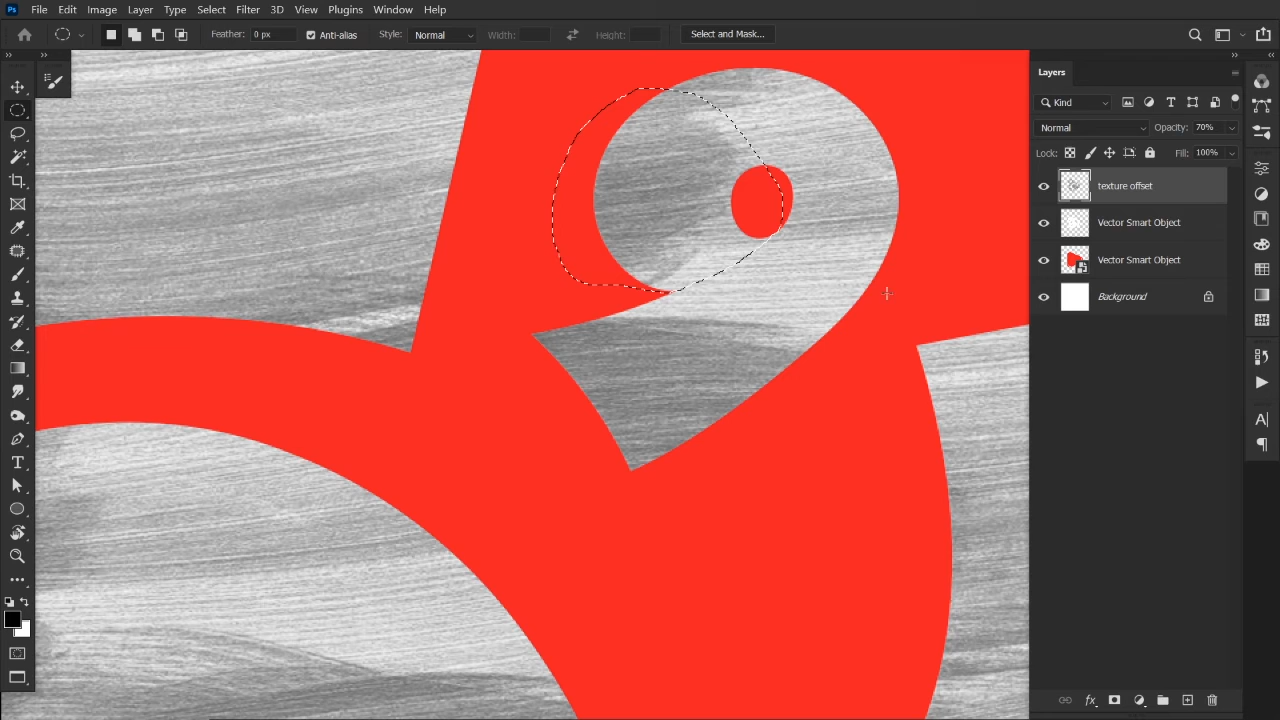 Ps File Edit Image Layer Type Select Filter 3D View Plugins Window Help
Feather: 0 px Anti-alias Style: Normal Width: Height: Select and Mask...
Layers
Kind
Normal Opacity: 70%
Lock: Fill: 100%
texture offset
Vector Smart Object
Vector Smart Object
Background